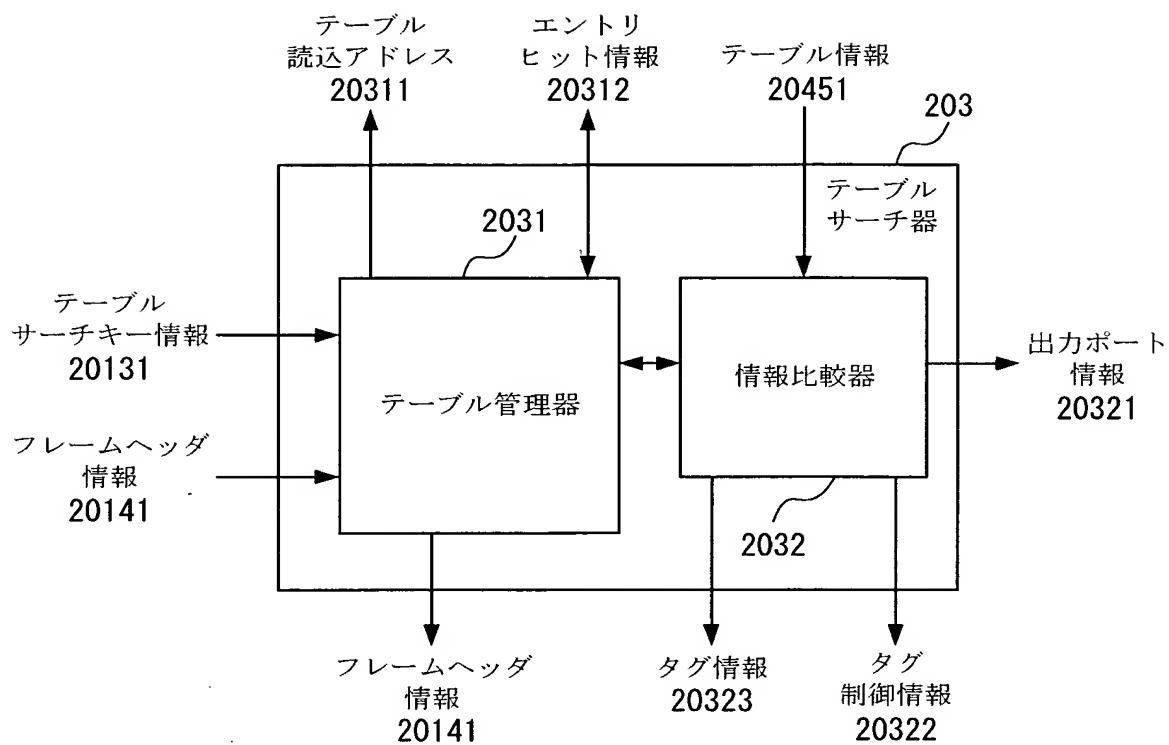 テーブル
読込アドレス
20311
エントリ
ヒット情報
20312
テーブル情報
20451
203
テーブル
サーチ器
2031
テーブル
サーチキー情報
20131
フレームヘッダ
情報
20141
テーブル管理器
情報比較器
出力ポート
情報
20321
2032
フレームヘッダ
情報
20141
タグ情報
20323
タグ
制御情報
20322